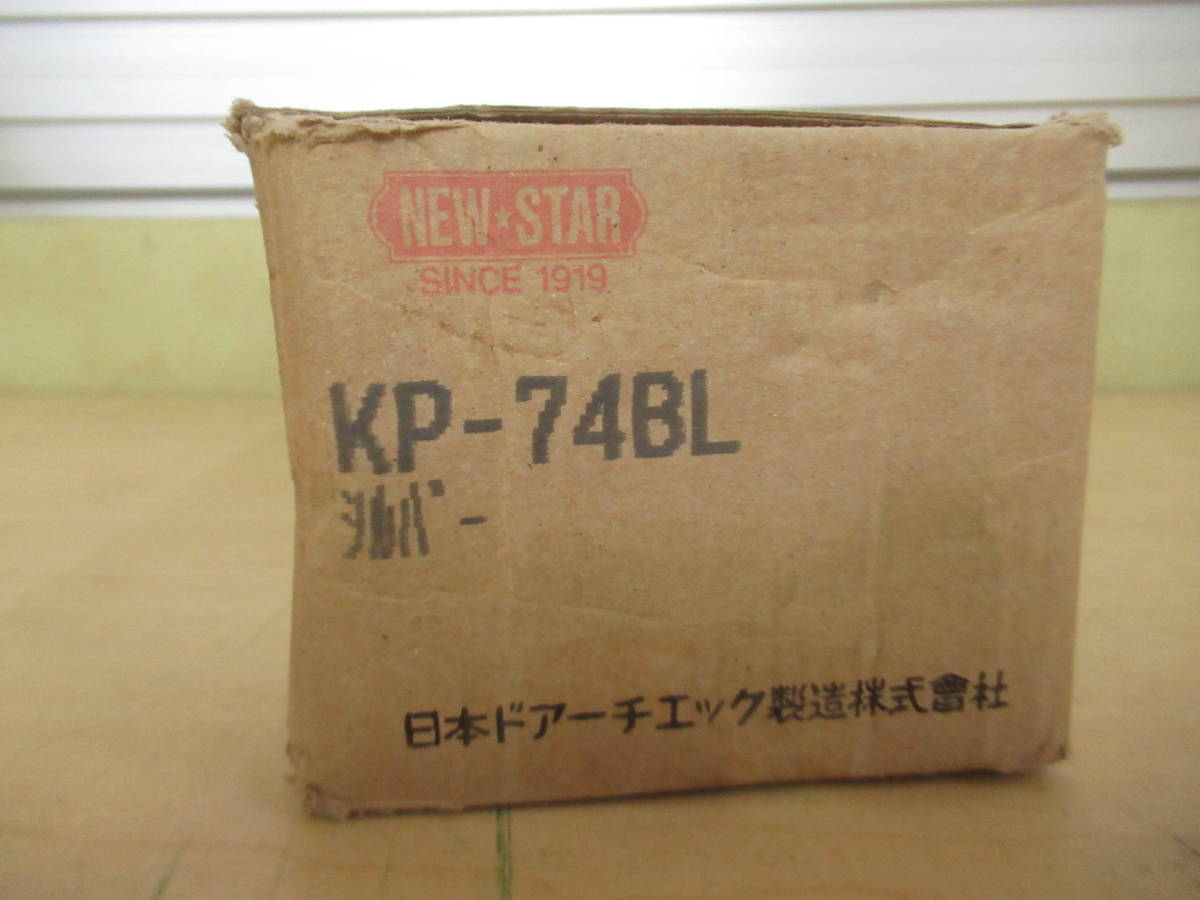 NEW★STAR
SINCE 1919
KP-74BL
ｼﾙﾊﾞｰ
日本ドアーチエック製造株式會社